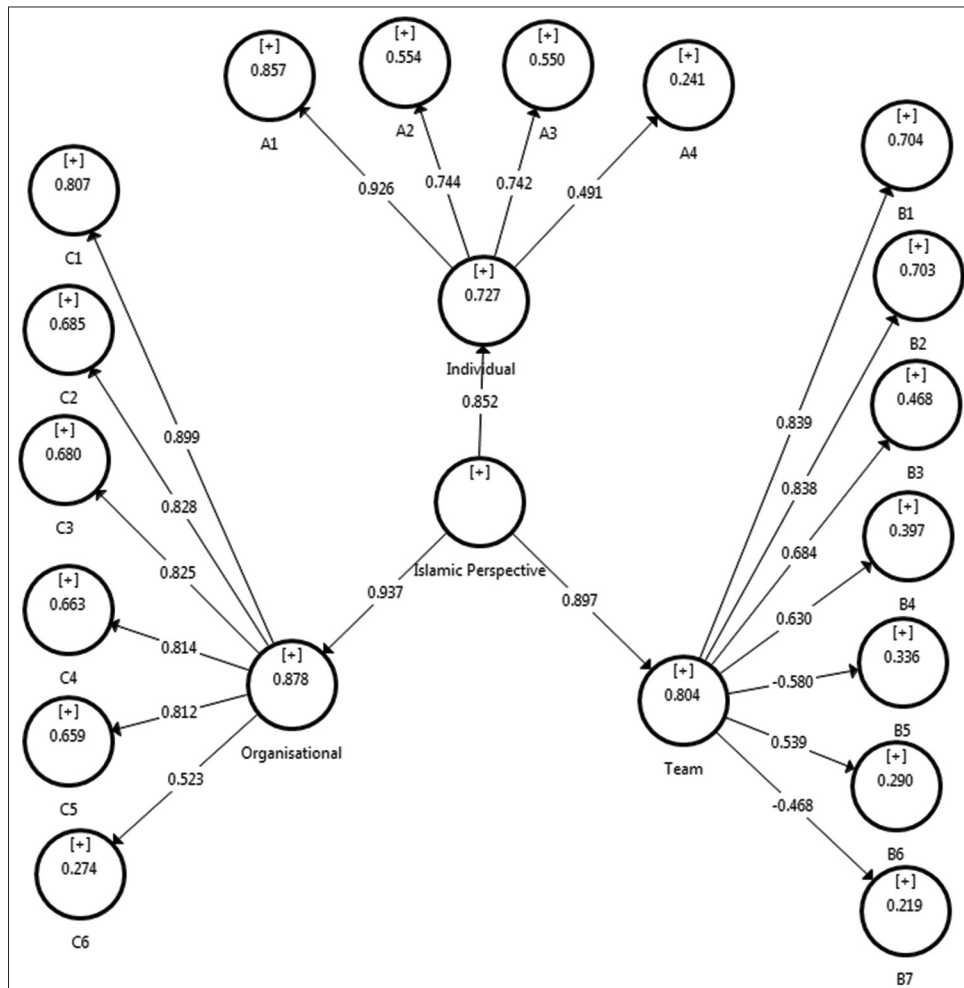 [+]
0.857
A1
[+]
0.554
A2
[+]
0.550
A3
[+]
0.241
A4
[+]
0.704
B1
[+]
0.807
C1
0.926
0.744
0.742
0.491
[+]
0.703
B2
[+]
0.727
Individual
[+]
0.685
C2
[+]
0.468
B3
0.852
0.839
[+]
0.680
C3
0.899
0.838
[+]
Islamic Perspective
0.828
0.684
[+]
0.397
B4
0.825
0.937
0.897
0.630
[+]
0.663
C4
0.814
[+]
0.878
Organisational
[+]
0.804
Team
[+]
0.336
B5
-0.580
0.812
0.539
[+]
0.659
C5
0.523
-0.468
[+]
0.290
B6
[+]
0.274
C6
[+]
0.219
B7